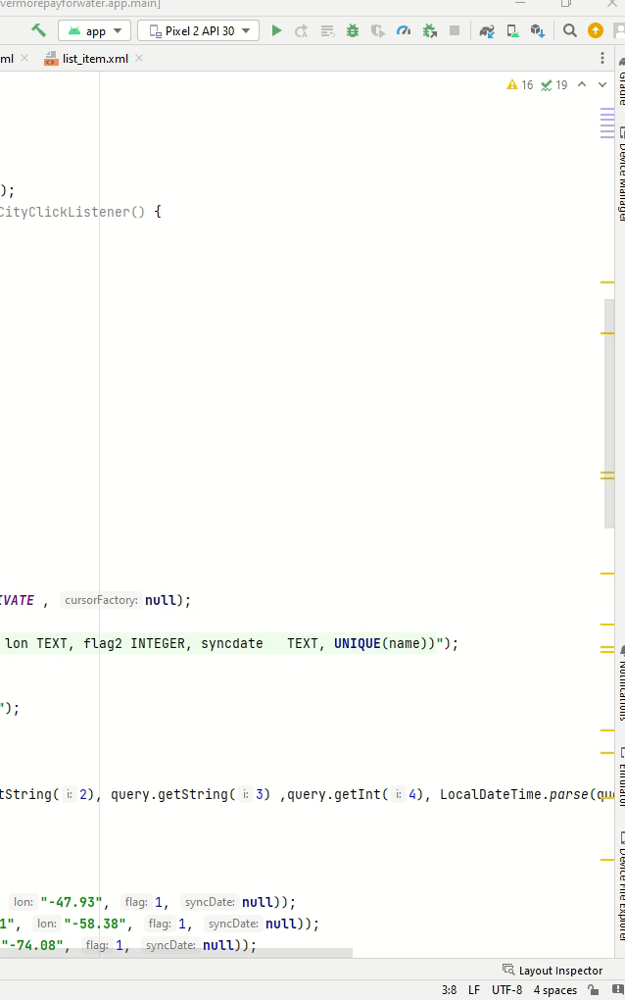 vermorepayforwater.app.main]
app Pixel 2 API 30
ml list_item.xml
16 19
);
CityClickListener() {
IVATE , cursorFactory: null);
lon TEXT, flag2 INTEGER, syncdate TEXT, UNIQUE(name))");
");
tString( i: 2), query.getString( i: 3) ,query.getInt( i: 4), LocalDateTime.parse(que
lon: "-47.93", flag: 1, syncDate: null));
1", lon: "-58.38", flag: 1, syncDate: null));
"-74.08", flag: 1, syncDate: null));
Gradle
Device Manager
Notifications
Emulator
Device File Explorer
Layout Inspector
3:8 LF UTF-8 4 spaces